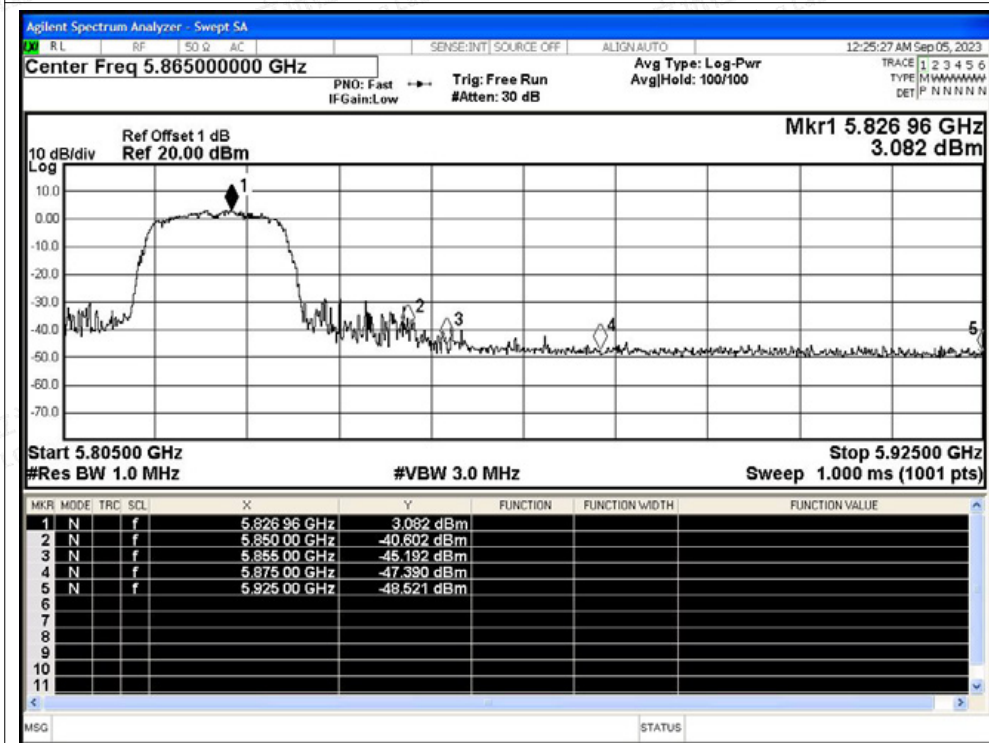 Agilent Spectrum Analyzer - Swept SA
RL RF 50 Ω AC SENSE:INT SOURCE OFF ALIGN AUTO 12:25:27 AM Sep 05, 2023
Center Freq 5.865000000 GHz
PNO: Fast
IFGain:Low
Trig: Free Run
#Atten: 30 dB
Avg Type: Log-Pwr
Avg|Hold: 100/100
TRACE 1 2 3 4 5 6
TYPE M
DET P N N N N N
Mkr1 5.826 96 GHz
3.082 dBm
Ref Offset 1 dB
10 dB/div Ref 20.00 dBm
Log
10.0
0.00
-10.0
-20.0
-30.0
-40.0
-50.0
-60.0
-70.0
1
2
3
4
5
Start 5.80500 GHz Stop 5.92500 GHz
#Res BW 1.0 MHz #VBW 3.0 MHz Sweep 1.000 ms (1001 pts)
MKR MODE TRC SCL X Y FUNCTION FUNCTION WIDTH FUNCTION VALUE
1 N f 5.826 96 GHz 3.082 dBm
2 N f 5.850 00 GHz -40.602 dBm
3 N f 5.855 00 GHz -45.192 dBm
4 N f 5.875 00 GHz -47.390 dBm
5 N f 5.925 00 GHz -48.521 dBm
6
7
8
9
10
11
MSG STATUS